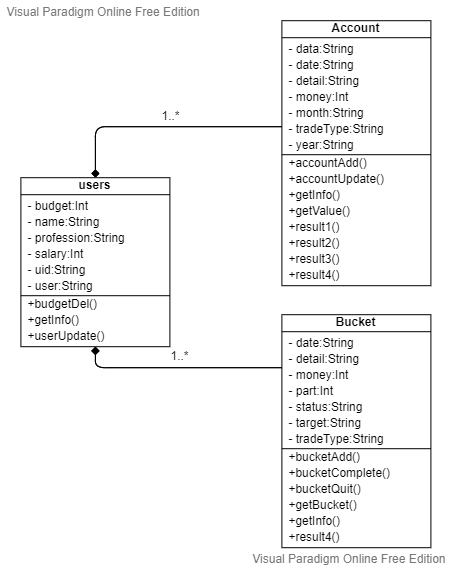 Visual Paradigm Online Free Edition
Account
- data:String
- date:String
- detail:String
- money:Int
- month:String
- tradeType:String
- year:String
+accountAdd()
+accountUpdate()
+getInfo()
+getValue()
+result1()
+result2()
+result3()
+result4()
1..*
users
- budget:Int
- name:String
- profession:String
- salary:Int
- uid:String
- user:String
+budgetDel()
+getInfo()
+userUpdate()
1..*
Bucket
- date:String
- detail:String
- money:Int
- part:Int
- status:String
- target:String
- tradeType:String
+bucketAdd()
+bucketComplete()
+bucketQuit()
+getBucket()
+getInfo()
+result4()
Visual Paradigm Online Free Edition